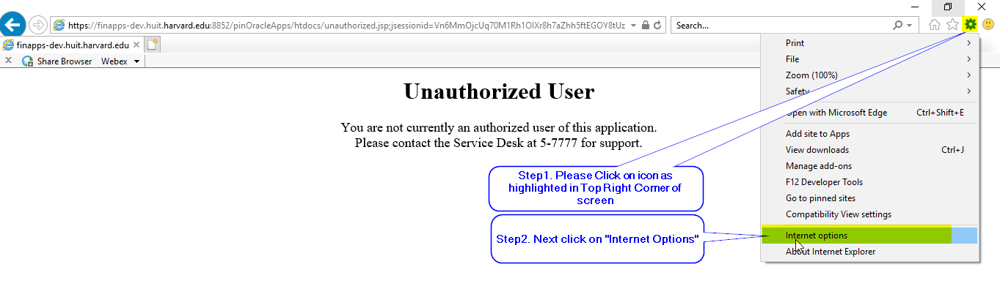 https://finapps-dev.huit.harvard.edu:8852/pinOracleApps/htdocs/unauthorized.jsp;jsessionid=Vn6MmOjcUq70M1Rh1OIXr8h7aZhh5ftEGOY8tUz
Search...
finapps-dev.huit.harvard.edu
Share Browser Webex
Unauthorized User
You are not currently an authorized user of this application.
Please contact the Service Desk at 5-7777 for support.
Step1. Please Click on icon as
highlighted in Top Right Corner of
screen
Step2. Next click on "Internet Options"
Print
File
Zoom (100%)
Safety
Open with Microsoft Edge Ctrl+Shift+E
Add site to Apps
View downloads Ctrl+J
Manage add-ons
F12 Developer Tools
Go to pinned sites
Compatibility View settings
Internet options
About Internet Explorer